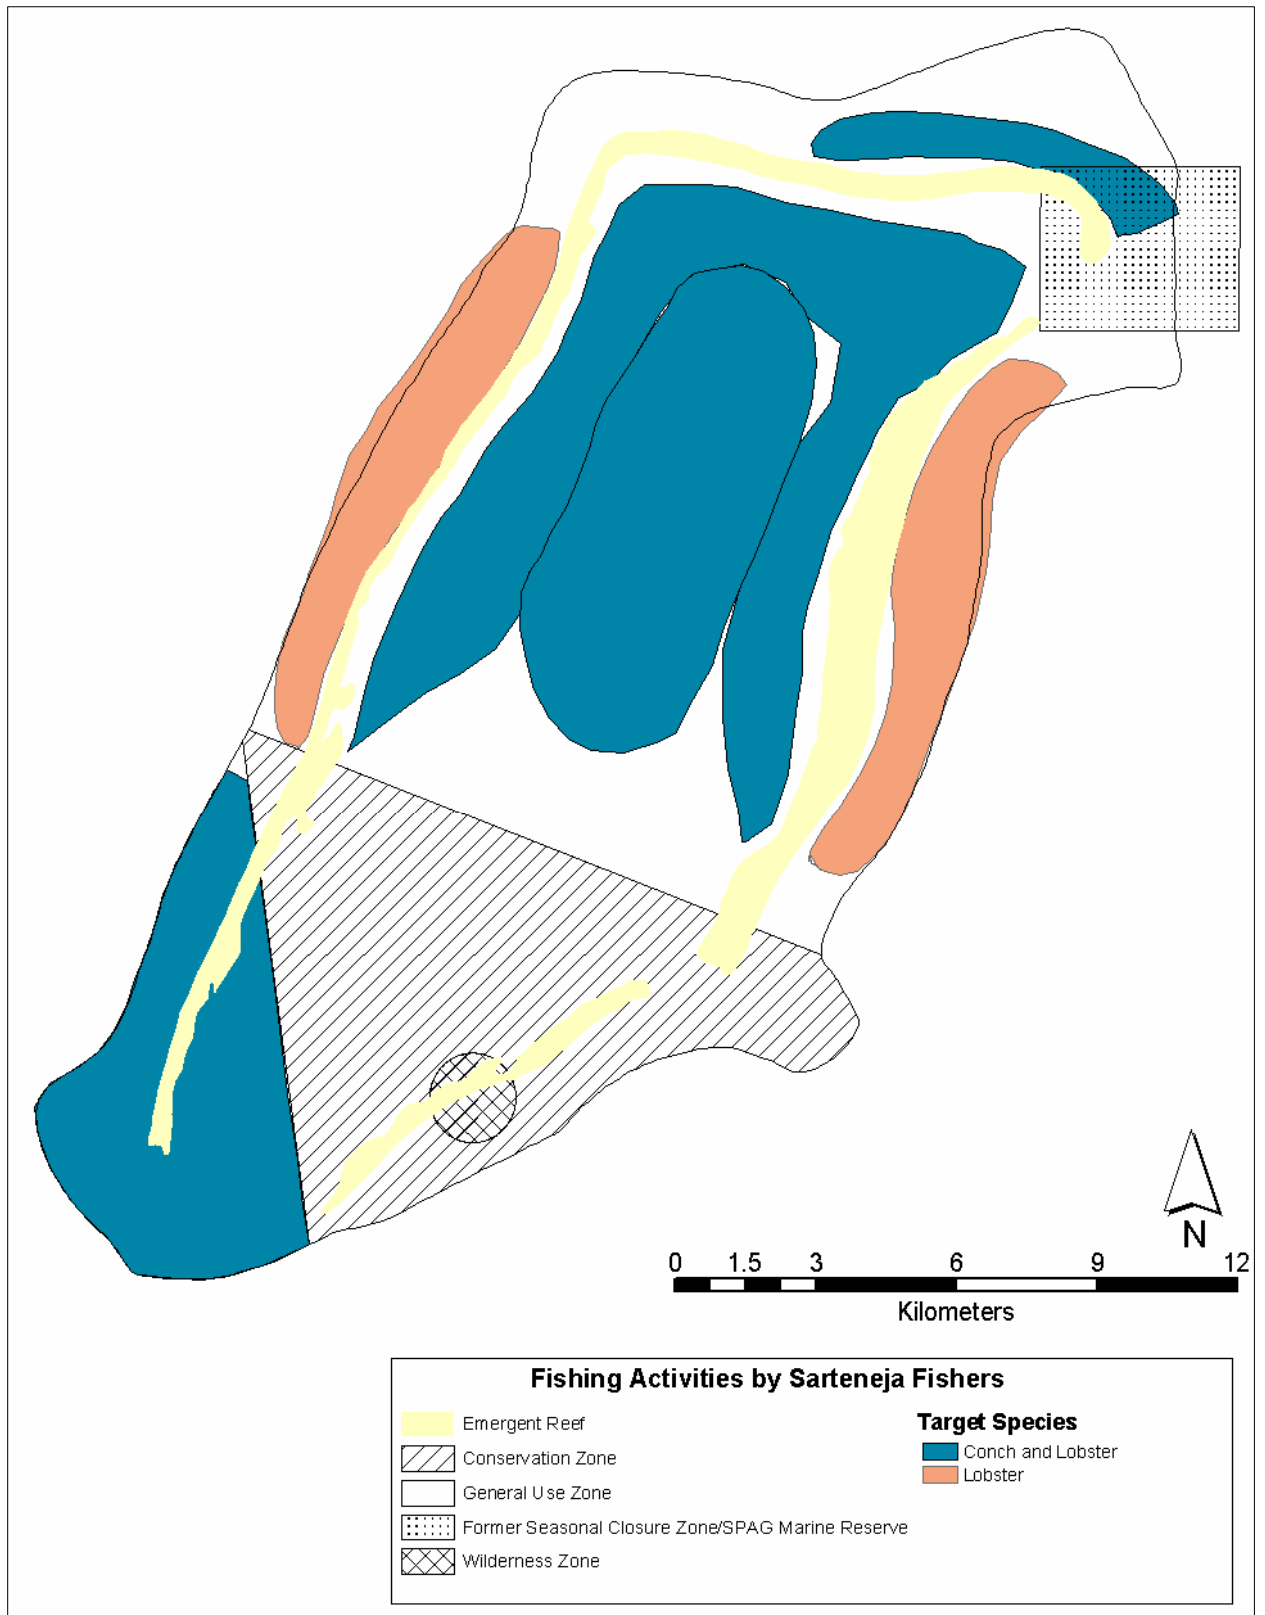 N
0 1.5 3 6 9 12
Kilometers
Fishing Activities by Sarteneja Fishers
Emergent Reef
Conservation Zone
General Use Zone
Former Seasonal Closure Zone/SPAG Marine Reserve
Wilderness Zone
Target Species
Conch and Lobster
Lobster